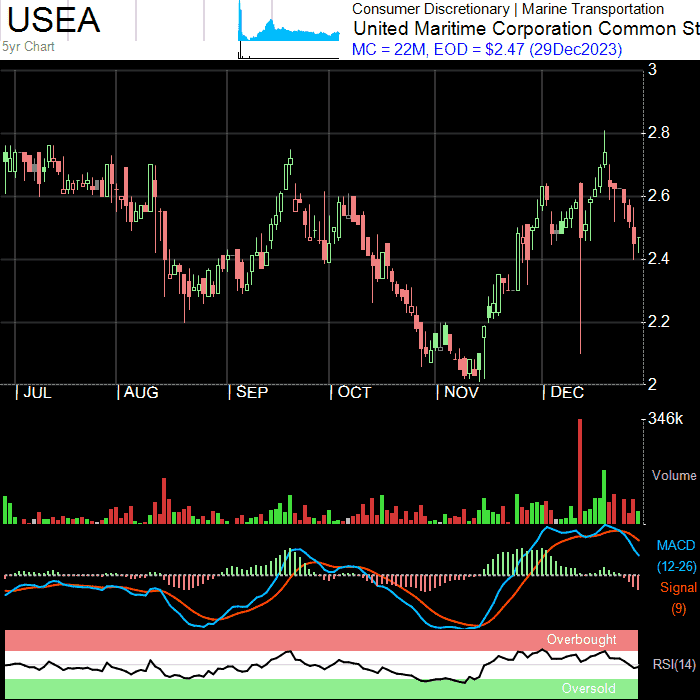 USEA
5yr Chart
Consumer Discretionary | Marine Transportation
United Maritime Corporation Common St
MC = 22M, EOD = $2.47 (29Dec2023)
3
2.8
2.6
2.4
2.2
2
JUL AUG SEP OCT NOV DEC
346k
Volume
MACD
(12-26)
Signal
(9)
Overbought
RSI(14)
Oversold